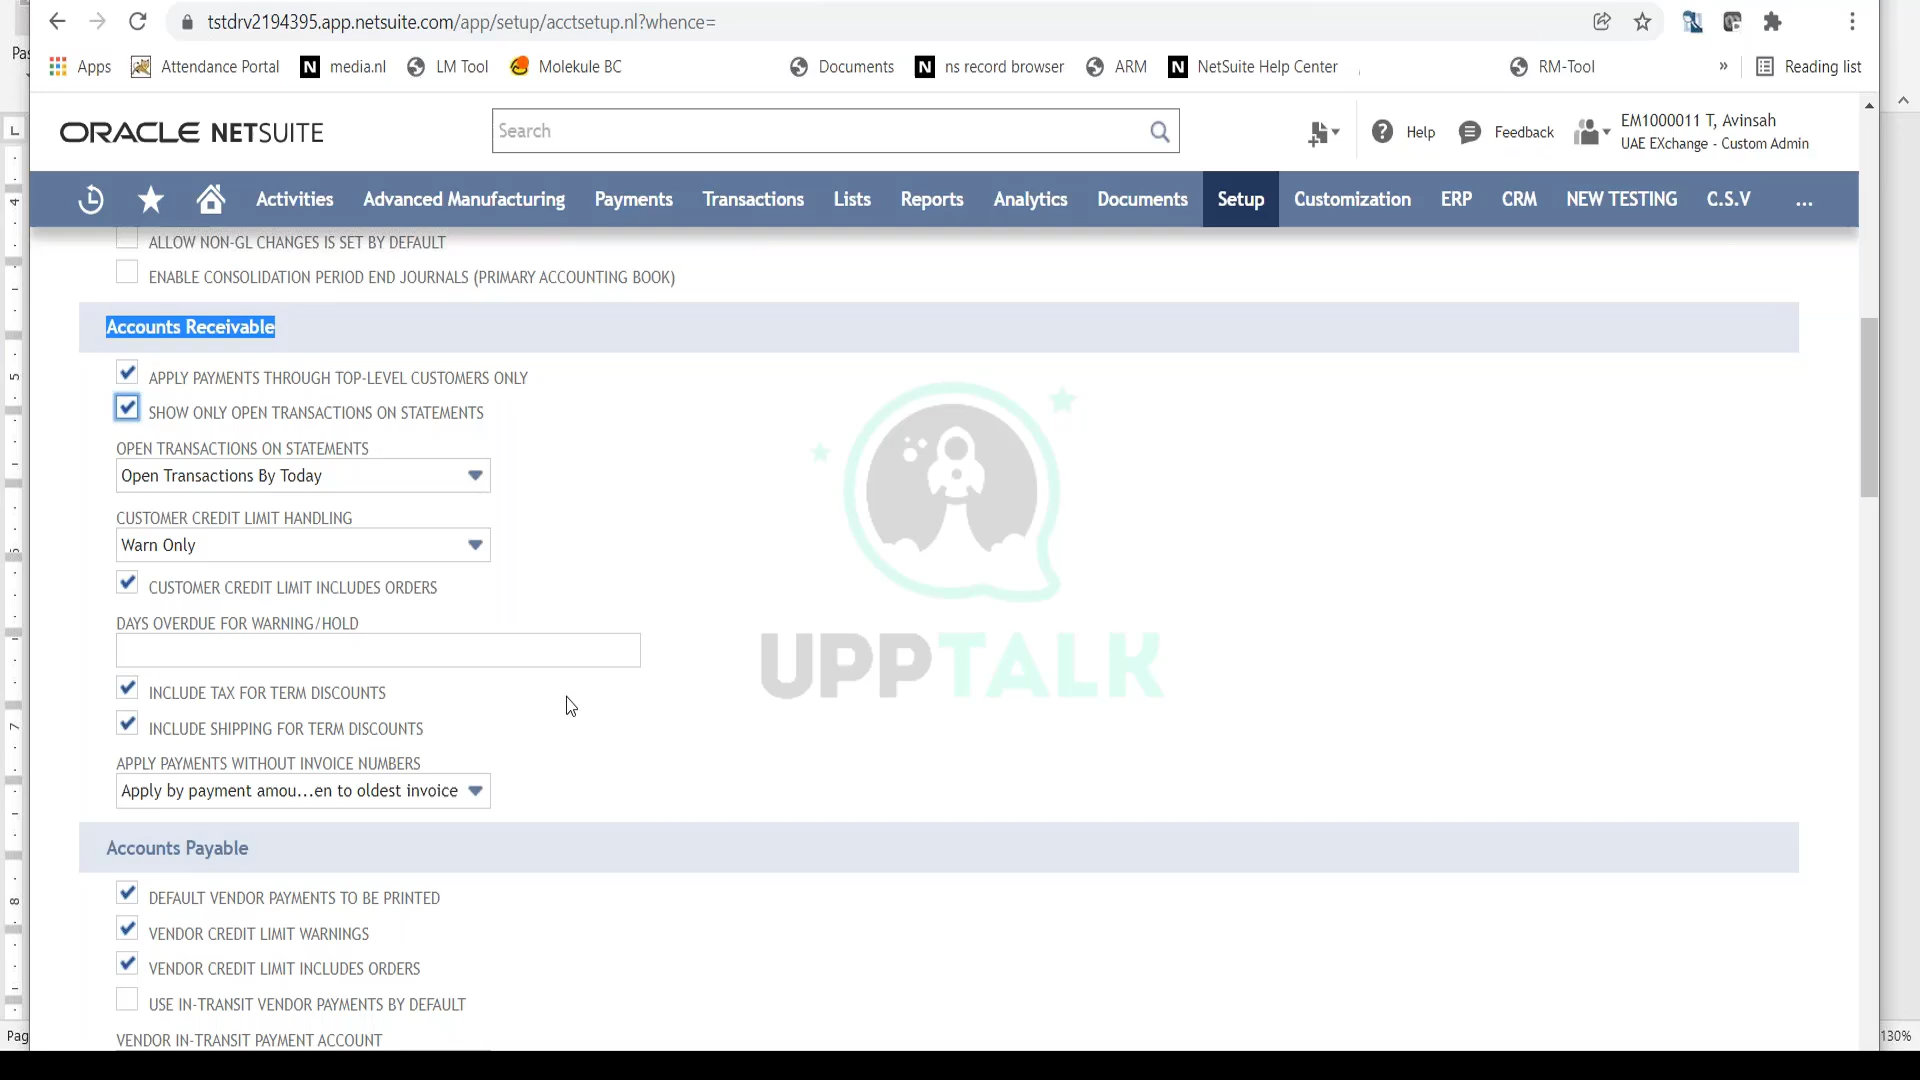 tstdrv2194395.app.netsuite.com/app/setup/acctsetup.nl?whence=
Pas
Apps
Attendance Portal
N media.nl
LM Tool
Molekule BC
Documents
N ns record browser
ARM
N NetSuite Help Center
RM-Tool
»
Reading list
ORACLE NETSUITE
Search
Help
Feedback
EM1000011 T, Avinsah
UAE EXchange - Custom Admin
Activities
Advanced Manufacturing
Payments
Transactions
Lists
Reports
Analytics
Documents
Setup
Customization
ERP
CRM
NEW TESTING
C.S.V
...
ALLOW NON-GL CHANGES IS SET BY DEFAULT
ENABLE CONSOLIDATION PERIOD END JOURNALS (PRIMARY ACCOUNTING BOOK)
Accounts Receivable
APPLY PAYMENTS THROUGH TOP-LEVEL CUSTOMERS ONLY
SHOW ONLY OPEN TRANSACTIONS ON STATEMENTS
OPEN TRANSACTIONS ON STATEMENTS
Open Transactions By Today
CUSTOMER CREDIT LIMIT HANDLING
Warn Only
CUSTOMER CREDIT LIMIT INCLUDES ORDERS
DAYS OVERDUE FOR WARNING/HOLD
INCLUDE TAX FOR TERM DISCOUNTS
INCLUDE SHIPPING FOR TERM DISCOUNTS
APPLY PAYMENTS WITHOUT INVOICE NUMBERS
Apply by payment amou...en to oldest invoice
UPPTALK
Accounts Payable
DEFAULT VENDOR PAYMENTS TO BE PRINTED
VENDOR CREDIT LIMIT WARNINGS
VENDOR CREDIT LIMIT INCLUDES ORDERS
USE IN-TRANSIT VENDOR PAYMENTS BY DEFAULT
VENDOR IN-TRANSIT PAYMENT ACCOUNT
L
4
5
7
8
Pag
130%